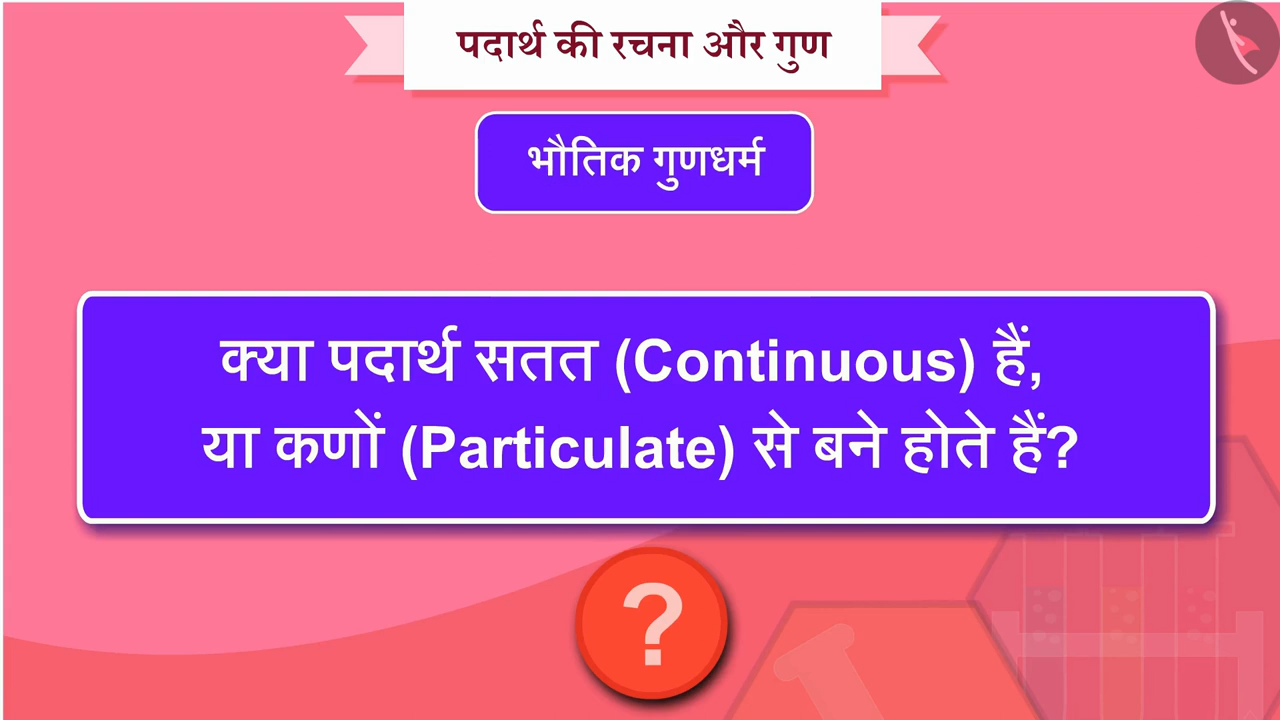 पदार्थ की रचना और गुण
भौतिक गुणधर्म
क्या पदार्थ सतत (Continuous) हैं,
या कणों (Particulate) से बने होते हैं?
?